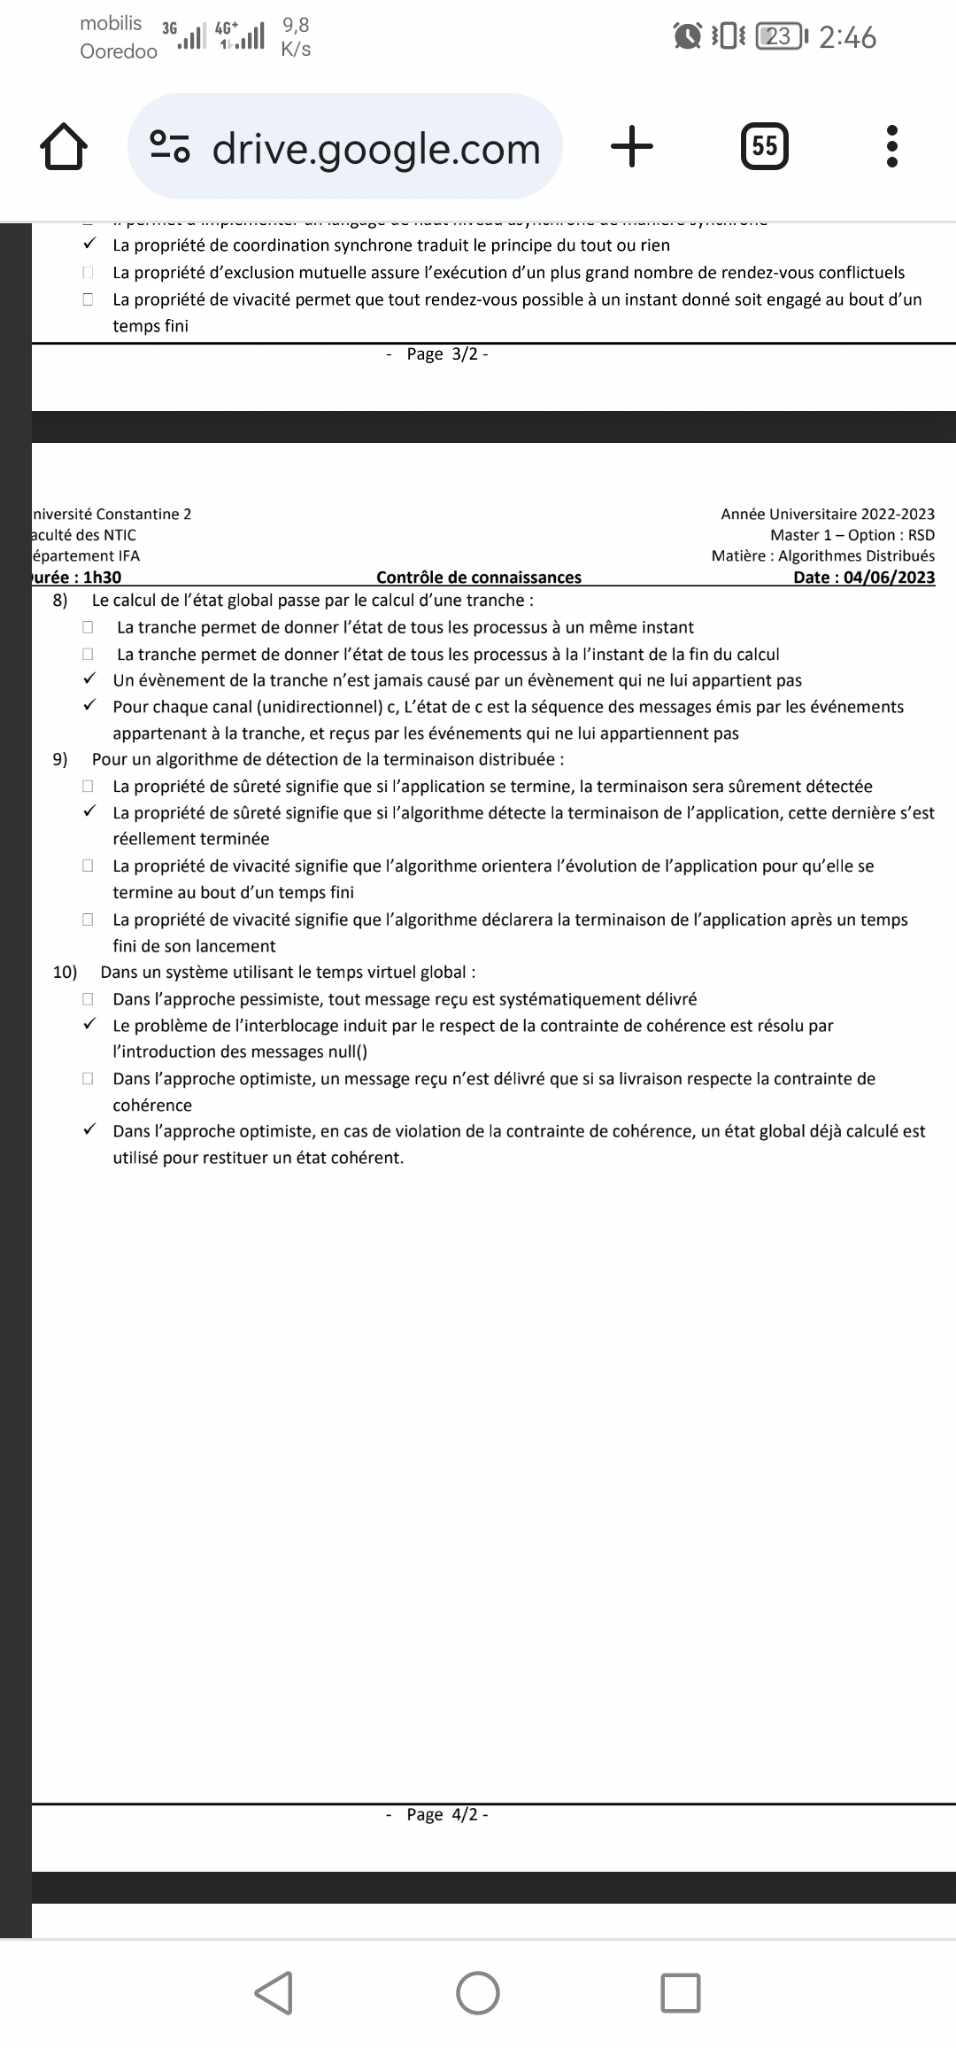 mobilis 3G 4G+ 9,8
Ooredoo K/s
23 2:46
drive.google.com
55
✓ La propriété de coordination synchrone traduit le principe du tout ou rien
□ La propriété d'exclusion mutuelle assure l'exécution d'un plus grand nombre de rendez-vous conflictuels
□ La propriété de vivacité permet que tout rendez-vous possible à un instant donné soit engagé au bout d'un
temps fini
- Page 3/2 -
niversité Constantine 2 Année Universitaire 2022-2023
aculté des NTIC Master 1 – Option : RSD
épartement IFA Matière : Algorithmes Distribués
urée : 1h30 Contrôle de connaissances Date : 04/06/2023
8) Le calcul de l'état global passe par le calcul d'une tranche :
□ La tranche permet de donner l'état de tous les processus à un même instant
□ La tranche permet de donner l'état de tous les processus à la l'instant de la fin du calcul
✓ Un évènement de la tranche n'est jamais causé par un évènement qui ne lui appartient pas
✓ Pour chaque canal (unidirectionnel) c, L'état de c est la séquence des messages émis par les événements
appartenant à la tranche, et reçus par les événements qui ne lui appartiennent pas
9) Pour un algorithme de détection de la terminaison distribuée :
□ La propriété de sûreté signifie que si l'application se termine, la terminaison sera sûrement détectée
✓ La propriété de sûreté signifie que si l'algorithme détecte la terminaison de l'application, cette dernière s'est
réellement terminée
□ La propriété de vivacité signifie que l'algorithme orientera l'évolution de l'application pour qu'elle se
termine au bout d'un temps fini
□ La propriété de vivacité signifie que l'algorithme déclarera la terminaison de l'application après un temps
fini de son lancement
10) Dans un système utilisant le temps virtuel global :
□ Dans l'approche pessimiste, tout message reçu est systématiquement délivré
✓ Le problème de l'interblocage induit par le respect de la contrainte de cohérence est résolu par
l'introduction des messages null()
□ Dans l'approche optimiste, un message reçu n'est délivré que si sa livraison respecte la contrainte de
cohérence
✓ Dans l'approche optimiste, en cas de violation de la contrainte de cohérence, un état global déjà calculé est
utilisé pour restituer un état cohérent.
- Page 4/2 -